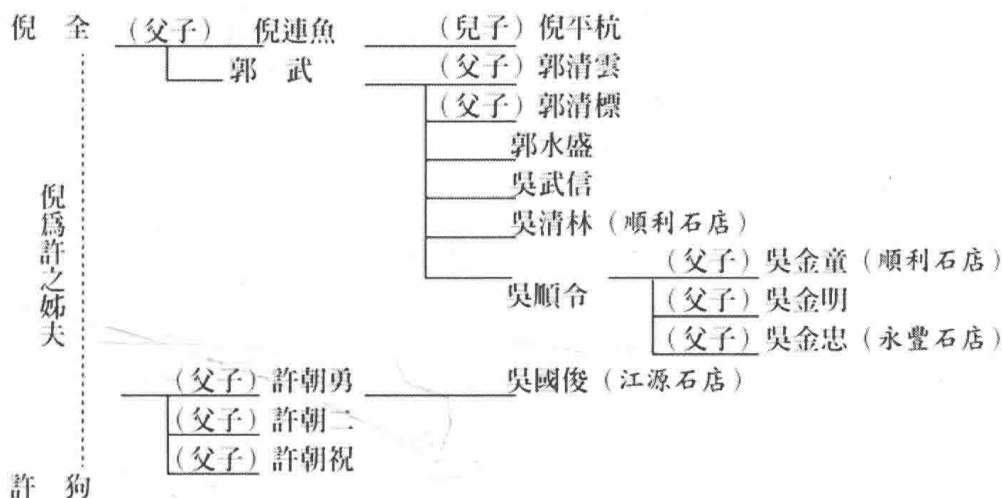 倪　全　（父子）　倪連魚　（兒子）倪平杭
郭　武　（父子）郭清雲
（父子）郭清標
郭水盛
吳武信
吳清林（順利石店）
吳順令　（父子）吳金童（順利石店）
（父子）吳金明
（父子）吳金忠（永豐石店）
倪爲許之姊夫
（父子）許朝勇　吳國俊（江源石店）
（父子）許朝二
（父子）許朝祝
許　狗